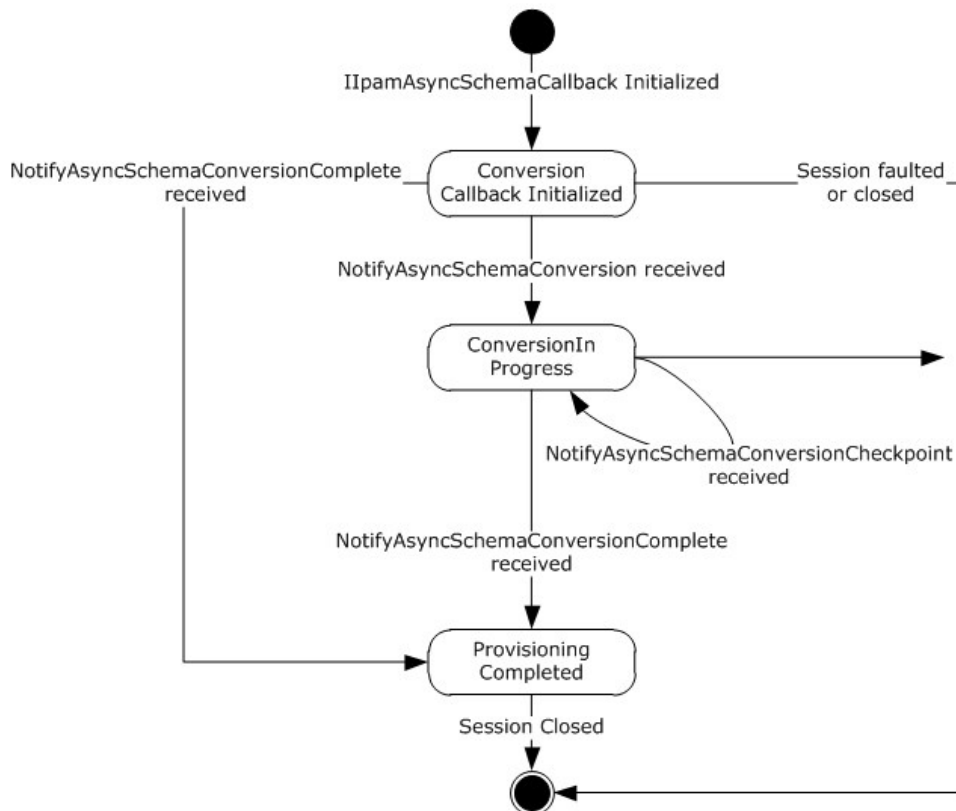 IIpamAsyncSchemaCallback Initialized
NotifyAsyncSchemaConversionComplete
received
Conversion
Callback Initialized
Session faulted
or closed
NotifyAsyncSchemaConversion received
ConversionIn
Progress
NotifyAsyncSchemaConversionCheckpoint
received
NotifyAsyncSchemaConversionComplete
received
Provisioning
Completed
Session Closed